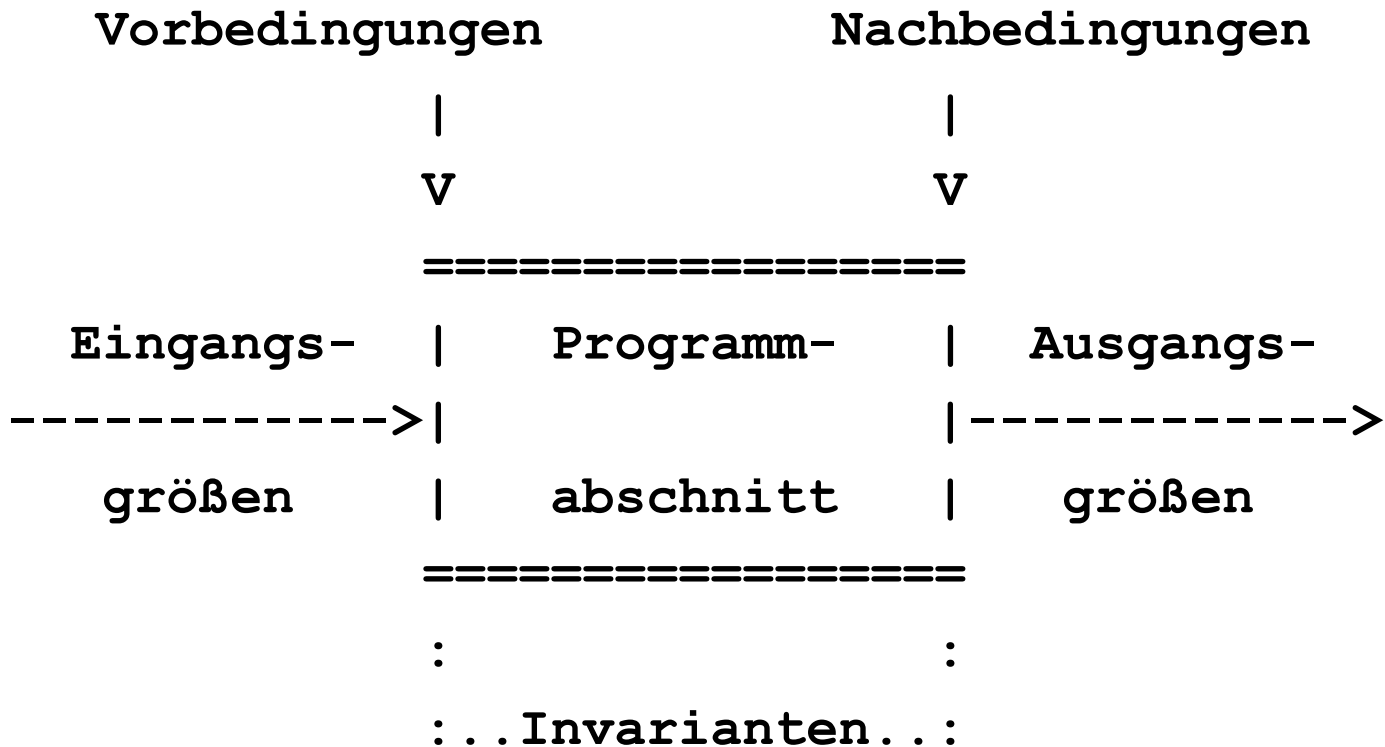 Vorbedingungen Nachbedingungen
| |
v v
=================
Eingangs- | Programm- | Ausgangs-
------------>| |------------>
größen | abschnitt | größen
=================
: :
:..Invarianten..: